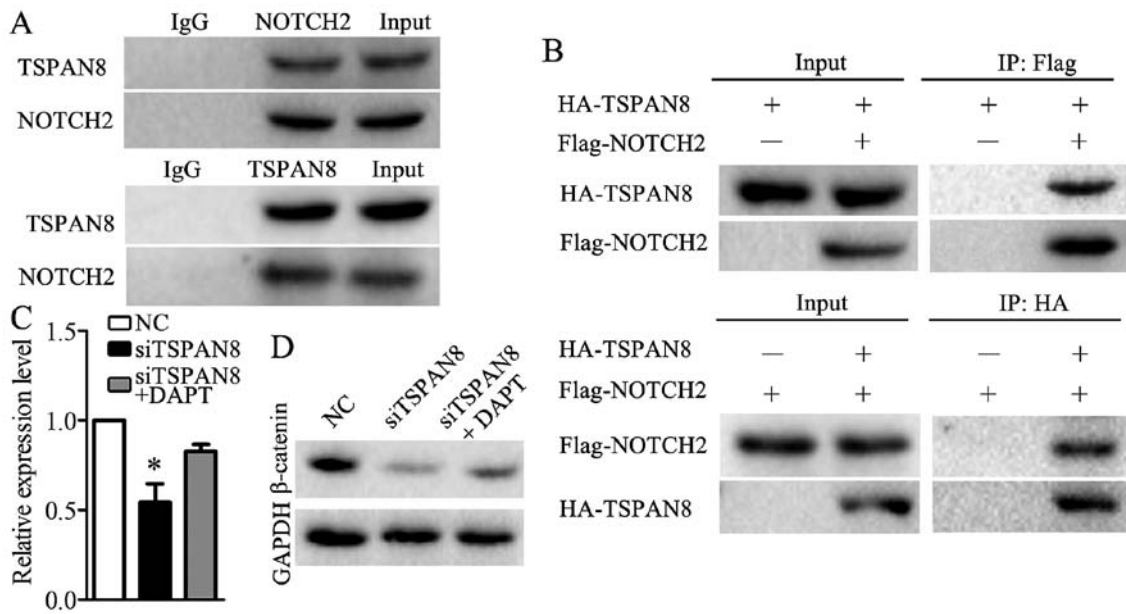 A
IgG NOTCH2 Input
TSPAN8
NOTCH2
IgG TSPAN8 Input
TSPAN8
NOTCH2
B
Input IP: Flag
HA-TSPAN8 + + + +
Flag-NOTCH2 — + — +
HA-TSPAN8
Flag-NOTCH2
Input IP: HA
HA-TSPAN8 — + — +
Flag-NOTCH2 + + + +
Flag-NOTCH2
HA-TSPAN8
C
NC
siTSPAN8
siTSPAN8
+DAPT
Relative expression level
1.5
1.0
0.5
0.0
*
D
NC
siTSPAN8
siTSPAN8
+ DAPT
GAPDH β-catenin